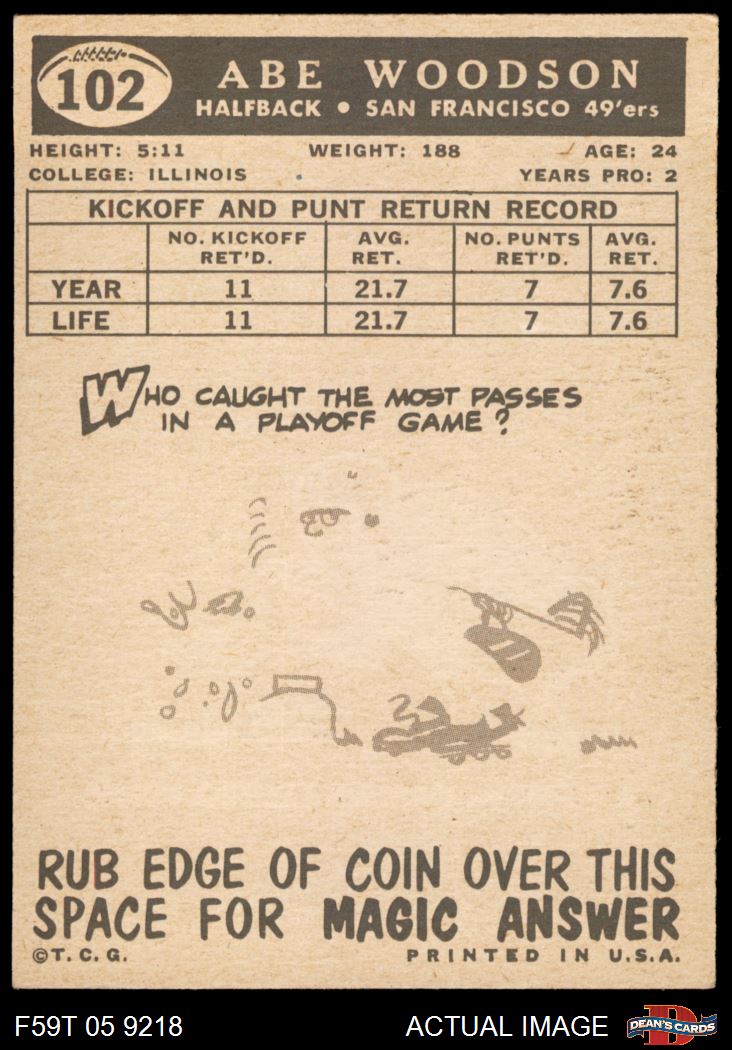 102
ABE WOODSON
HALFBACK • SAN FRANCISCO 49'ers
HEIGHT: 5:11 WEIGHT: 188 AGE: 24
COLLEGE: ILLINOIS YEARS PRO: 2
KICKOFF AND PUNT RETURN RECORD
NO. KICKOFF RET'D. AVG. RET. NO. PUNTS RET'D. AVG. RET.
YEAR 11 21.7 7 7.6
LIFE 11 21.7 7 7.6
WHO CAUGHT THE MOST PASSES
IN A PLAYOFF GAME?
RUB EDGE OF COIN OVER THIS
SPACE FOR MAGIC ANSWER
©T.C.G. PRINTED IN U.S.A.
F59T 05 9218 ACTUAL IMAGE DEAN'S CARDS